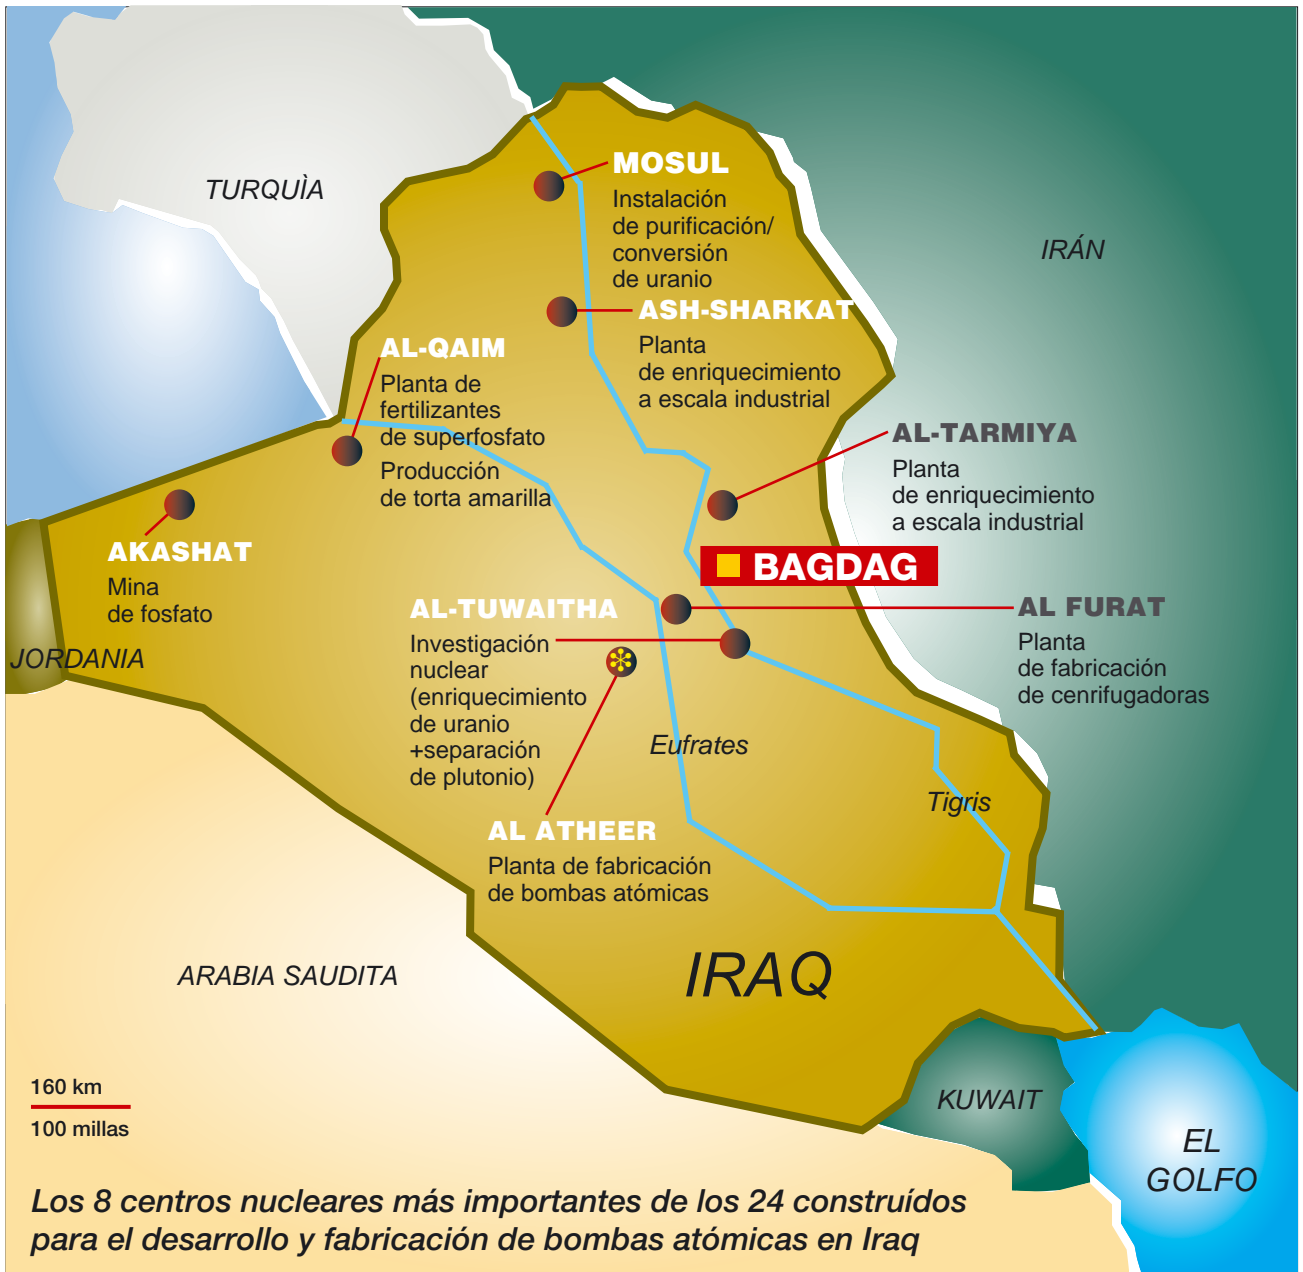 TURQUÌA
MOSUL
Instalación
de purificación/
conversión
de uranio
IRÁN
ASH-SHARKAT
Planta
de enriquecimiento
a escala industrial
AL-QAIM
Planta de
fertilizantes
de superfosfato
Producción
de torta amarilla
AL-TARMIYA
Planta
de enriquecimiento
a escala industrial
AKASHAT
Mina
de fosfato
BAGDAG
JORDANIA
AL-TUWAITHA
Investigación
nuclear
(enriquecimiento
de uranio
+separación
de plutonio)
AL FURAT
Planta
de fabricación
de cenrifugadoras
Eufrates
Tigris
AL ATHEER
Planta de fabricación
de bombas atómicas
ARABIA SAUDITA
IRAQ
160 km
100 millas
KUWAIT
EL
GOLFO
Los 8 centros nucleares más importantes de los 24 construídos
para el desarrollo y fabricación de bombas atómicas en Iraq